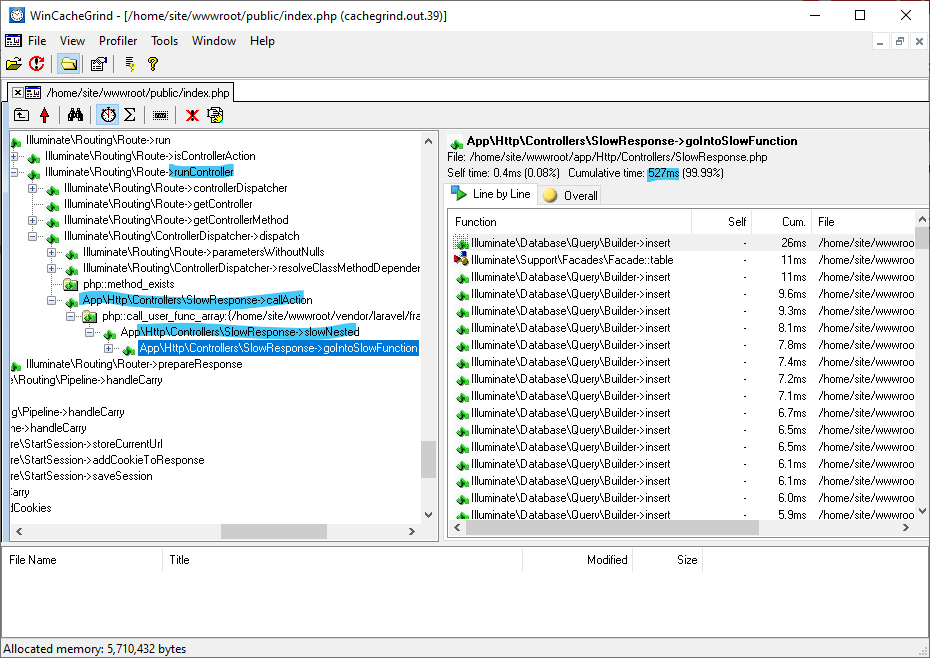 WinCacheGrind - [/home/site/wwwroot/public/index.php (cachegrind.out.39)]
File View Profiler Tools Window Help
/home/site/wwwroot/public/index.php
Illuminate\Routing\Route->run
Illuminate\Routing\Route->isControllerAction
Illuminate\Routing\Route->runController
Illuminate\Routing\Route->controllerDispatcher
Illuminate\Routing\Route->getController
Illuminate\Routing\Route->getControllerMethod
Illuminate\Routing\ControllerDispatcher->dispatch
Illuminate\Routing\Route->parametersWithoutNulls
Illuminate\Routing\ControllerDispatcher->resolveClassMethodDependen
php::method_exists
App\Http\Controllers\SlowResponse->callAction
php::call_user_func_array:{/home/site/wwwroot/vendor/laravel/fra
App\Http\Controllers\SlowResponse->slowNested
App\Http\Controllers\SlowResponse->goIntoSlowFunction
Illuminate\Routing\Router->prepareResponse
e\Routing\Pipeline->handleCarry
g\Pipeline->handleCarry
ne->handleCarry
re\StartSession->storeCurrentUrl
re\StartSession->addCookieToResponse
re\StartSession->saveSession
Carry
dCookies
App\Http\Controllers\SlowResponse->goIntoSlowFunction
File: /home/site/wwwroot/app/Http/Controllers/SlowResponse.php
Self time: 0.4ms (0.08%) Cumulative time: 527ms (99.99%)
Line by Line Overall
Function Self Cum. File
Illuminate\Database\Query\Builder->insert - 26ms /home/site/wwwroo
Illuminate\Support\Facades\Facade::table - 11ms /home/site/wwwroo
Illuminate\Database\Query\Builder->insert - 11ms /home/site/wwwroo
Illuminate\Database\Query\Builder->insert - 9.6ms /home/site/wwwroo
Illuminate\Database\Query\Builder->insert - 9.3ms /home/site/wwwroo
Illuminate\Database\Query\Builder->insert - 8.1ms /home/site/wwwroo
Illuminate\Database\Query\Builder->insert - 7.8ms /home/site/wwwroo
Illuminate\Database\Query\Builder->insert - 7.4ms /home/site/wwwroo
Illuminate\Database\Query\Builder->insert - 7.2ms /home/site/wwwroo
Illuminate\Database\Query\Builder->insert - 7.1ms /home/site/wwwroo
Illuminate\Database\Query\Builder->insert - 6.7ms /home/site/wwwroo
Illuminate\Database\Query\Builder->insert - 6.5ms /home/site/wwwroo
Illuminate\Database\Query\Builder->insert - 6.5ms /home/site/wwwroo
Illuminate\Database\Query\Builder->insert - 6.1ms /home/site/wwwroo
Illuminate\Database\Query\Builder->insert - 6.1ms /home/site/wwwroo
Illuminate\Database\Query\Builder->insert - 6.0ms /home/site/wwwroo
Illuminate\Database\Query\Builder->insert - 5.9ms /home/site/wwwroo
File Name Title Modified Size
Allocated memory: 5,710,432 bytes